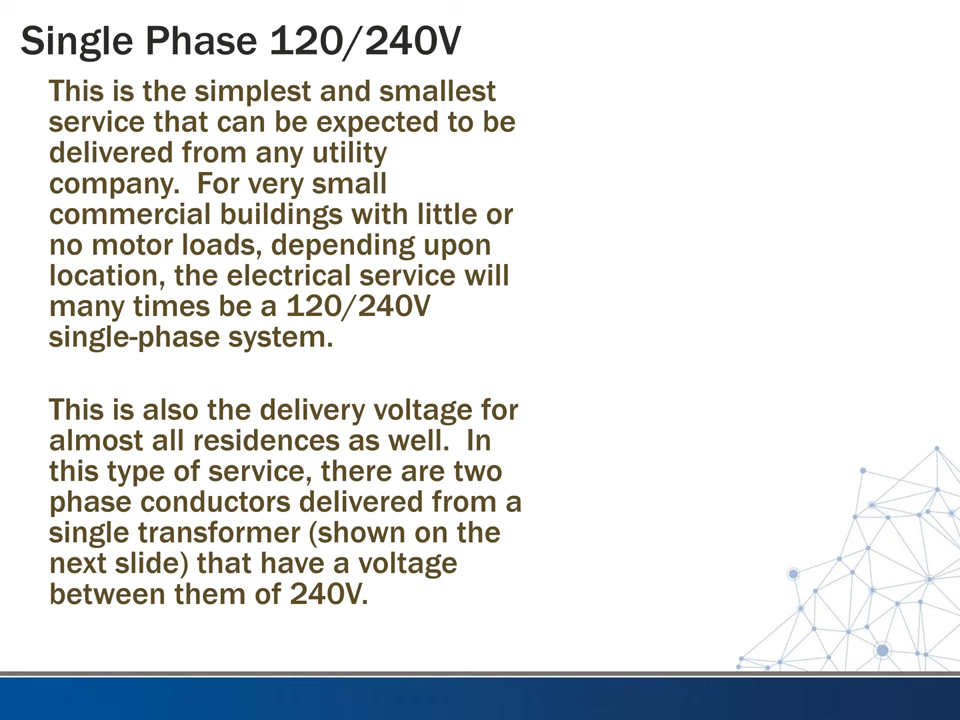 Single Phase 120/240V
This is the simplest and smallest
service that can be expected to be
delivered from any utility
company.  For very small
commercial buildings with little or
no motor loads, depending upon
location, the electrical service will
many times be a 120/240V
single-phase system.
This is also the delivery voltage for
almost all residences as well.  In
this type of service, there are two
phase conductors delivered from a
single transformer (shown on the
next slide) that have a voltage
between them of 240V.